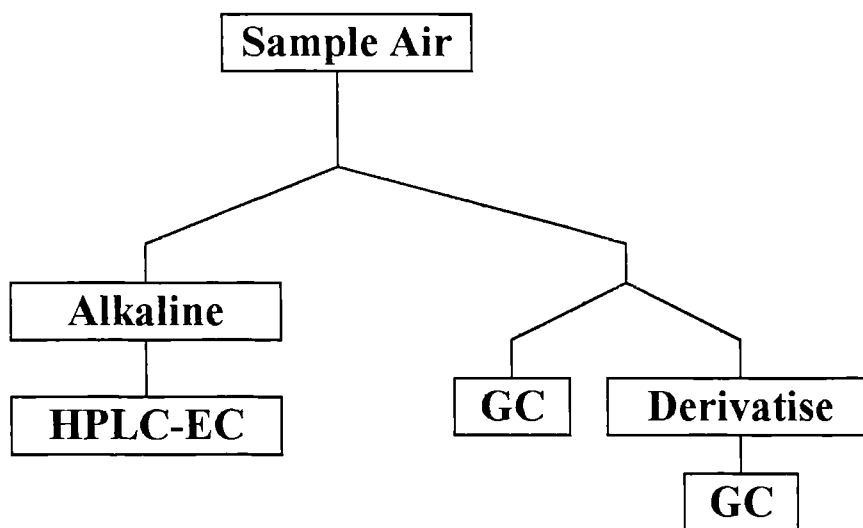 Sample Air
Alkaline
HPLC-EC
GC
Derivatise
GC